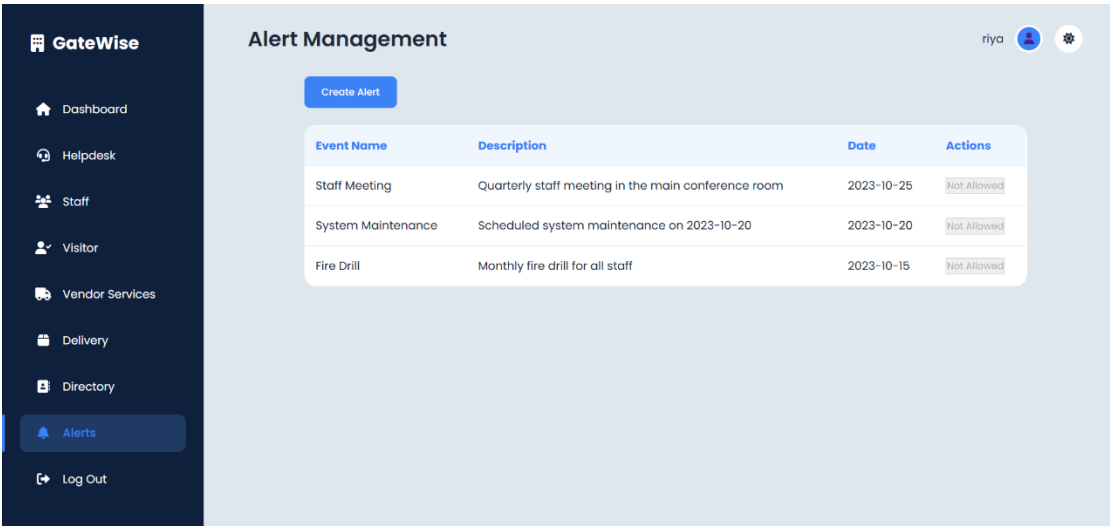 GateWise
Alert Management
riya
Dashboard
Helpdesk
Staff
Visitor
Vendor Services
Delivery
Directory
Alerts
Log Out
Create Alert
Event Name Description Date Actions
Staff Meeting Quarterly staff meeting in the main conference room 2023-10-25 Not Allowed
System Maintenance Scheduled system maintenance on 2023-10-20 2023-10-20 Not Allowed
Fire Drill Monthly fire drill for all staff 2023-10-15 Not Allowed